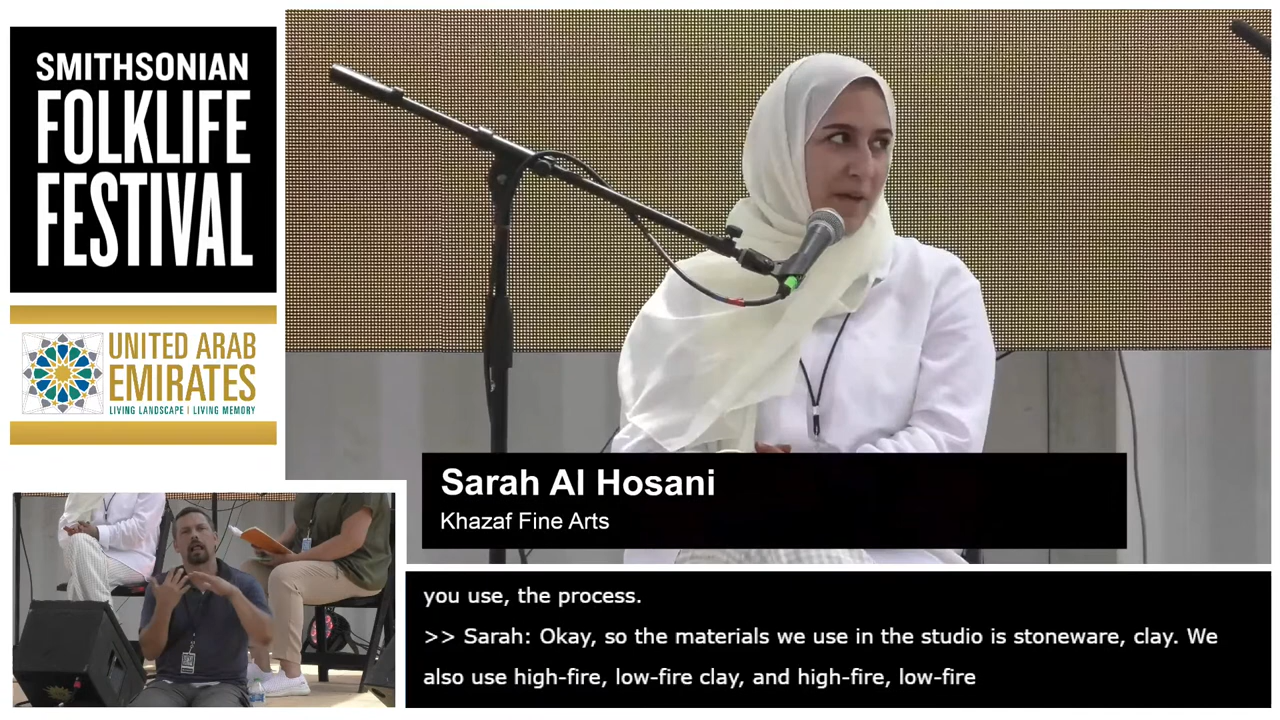 SMITHSONIAN
FOLKLIFE
FESTIVAL
UNITED ARAB
EMIRATES
LIVING LANDSCAPE | LIVING MEMORY
Sarah Al Hosani
Khazaf Fine Arts
you use, the process.
>> Sarah: Okay, so the materials we use in the studio is stoneware, clay. We
also use high-fire, low-fire clay, and high-fire, low-fire